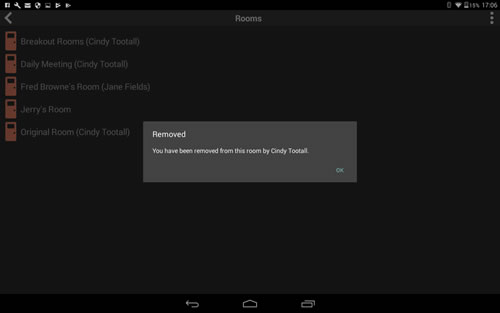 15% 17:06
Rooms
Breakout Rooms (Cindy Tootall)
Daily Meeting (Cindy Tootall)
Fred Browne's Room (Jane Fields)
Jerry's Room
Original Room (Cindy Tootall)
Removed
You have been removed from this room by Cindy Tootall.
OK